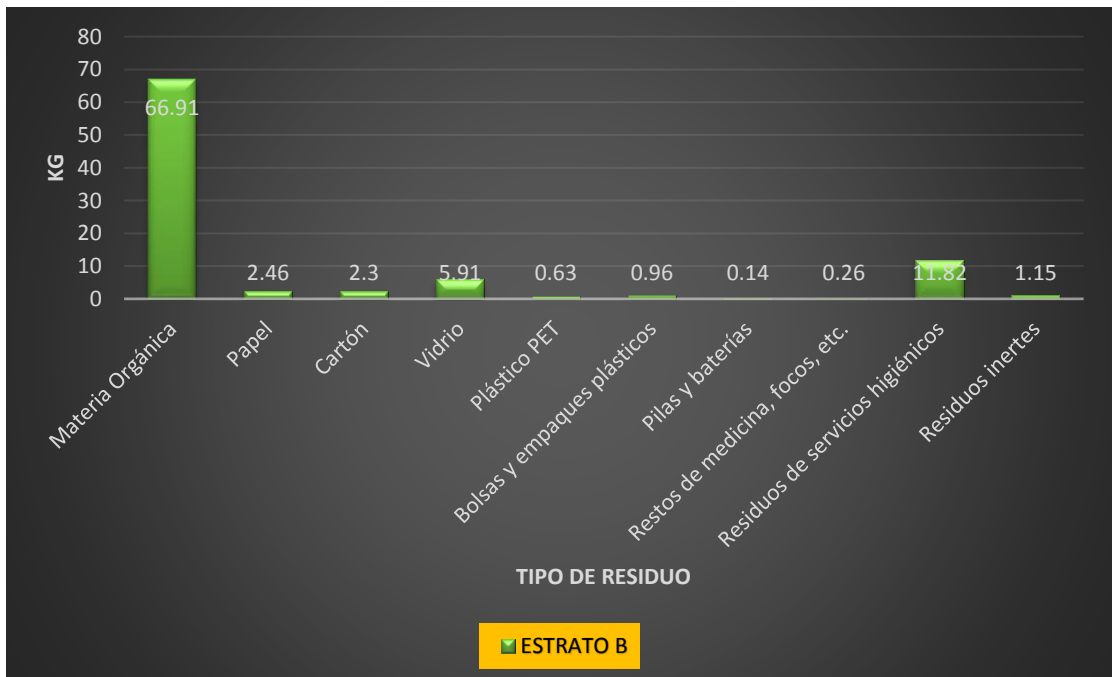 80
70
60
50
40
30
20
10
0
KG
66.91
2.46
2.3
5.91
0.63
0.96
0.14
0.26
11.82
1.15
Materia Orgánica
Papel
Cartón
Vidrio
Plástico PET
Bolsas y empaques plásticos
Pilas y baterías
Restos de medicina, focos, etc.
Residuos de servicios higiénicos
Residuos inertes
TIPO DE RESIDUO
ESTRATO B